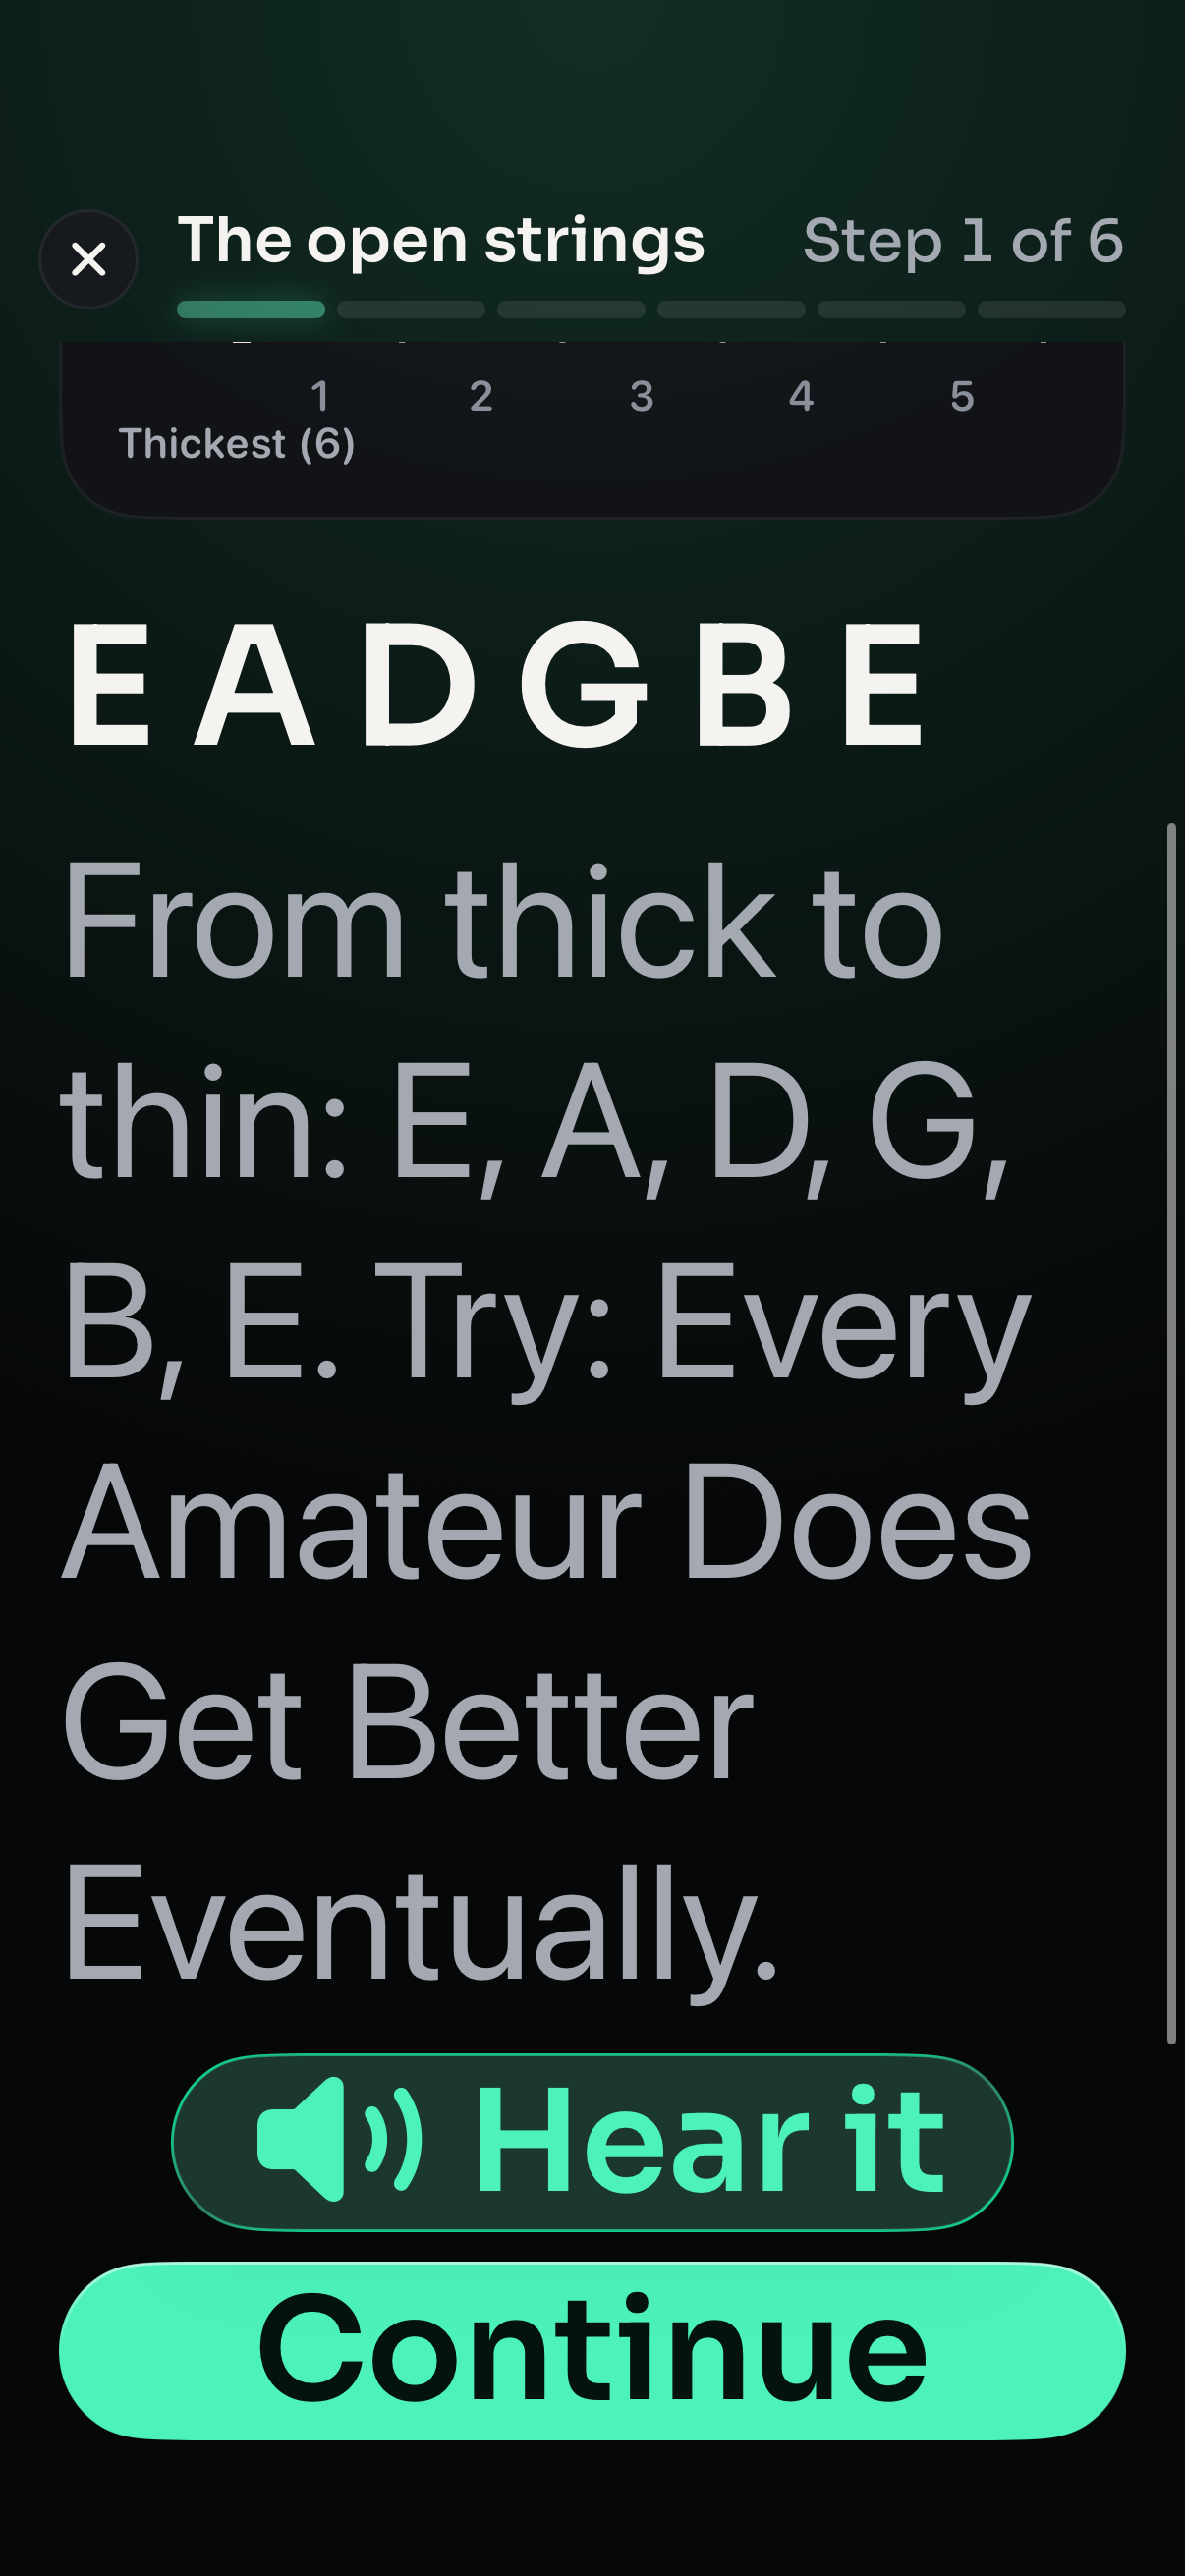 The open strings
Step 1 of 6
1 2 3 4 5
Thickest (6)
E A D G B E
From thick to
thin: E, A, D, G,
B, E. Try: Every
Amateur Does
Get Better
Eventually.
Hear it
Continue